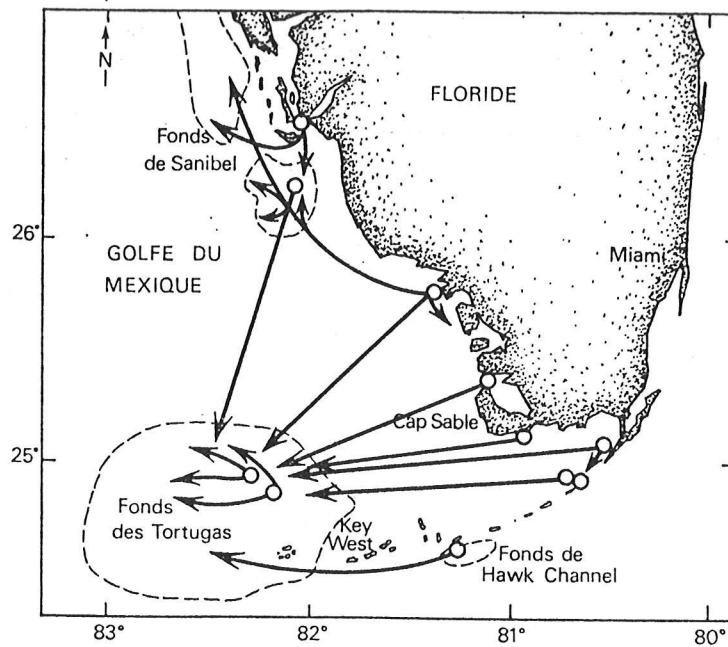 N
FLORIDE
Fonds
de Sanibel
26°
GOLFE DU
MEXIQUE
Miami
Cap Sable
25°
Fonds
des Tortugas
Key
West
Fonds de
Hawk Channel
83°
82°
81°
80°